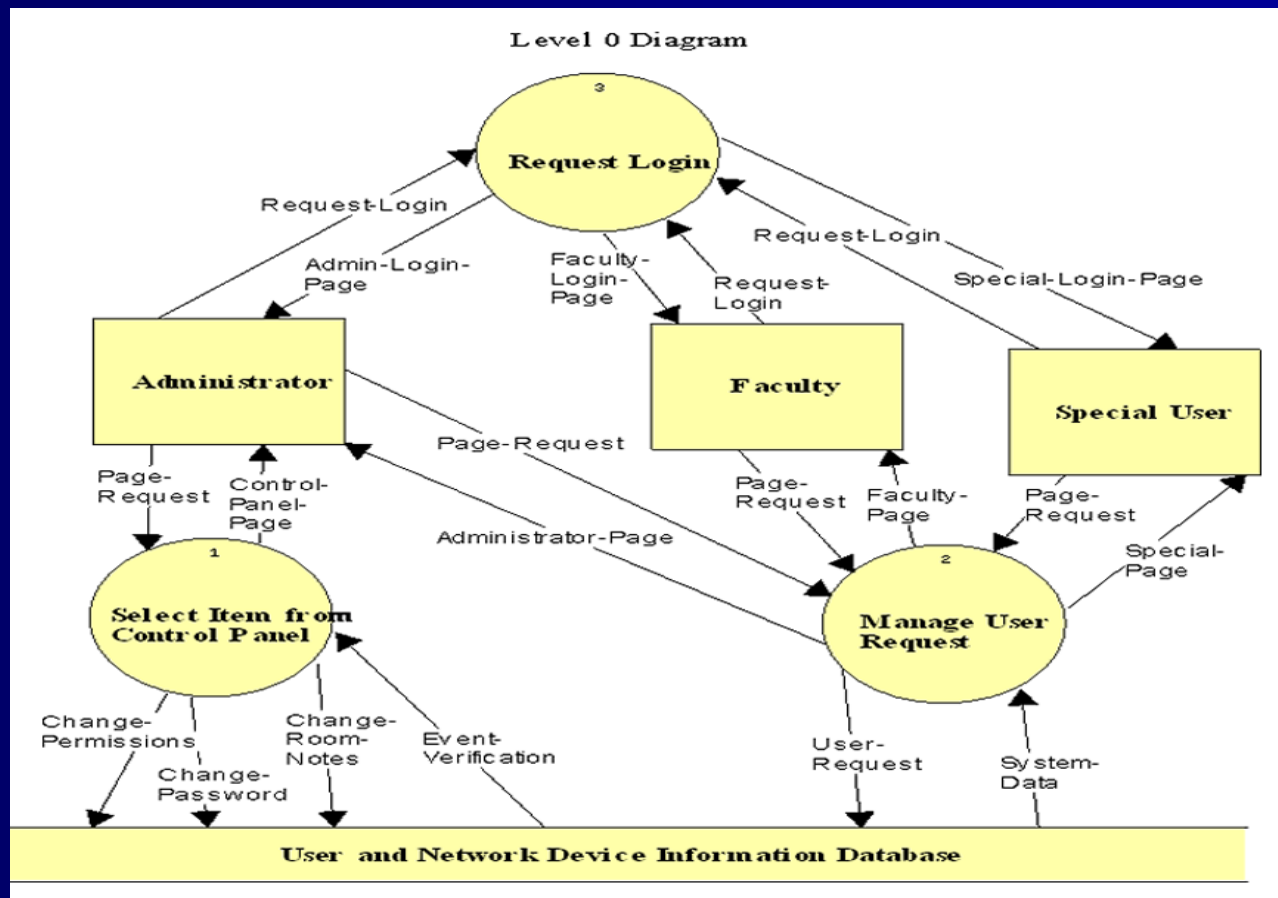 Level 0 Diagram
3
Request Login
Request-Login
Admin-Login-
Page
Faculty-
Login-
Page
Request-
Login
Request-Login
Special-Login-Page
Administrator
Faculty
Special User
Page-
Request
Control-
Panel-
Page
Page-Request
Administrator-Page
Page-
Request
Faculty-
Page
Page-
Request
Special-
Page
1
Select Item from
Control Panel
2
Manage User
Request
Change-
Permissions
Change-
Password
Change-
Room-
Notes
Event-
Verification
User-
Request
System-
Data
User and Network Device Information Database